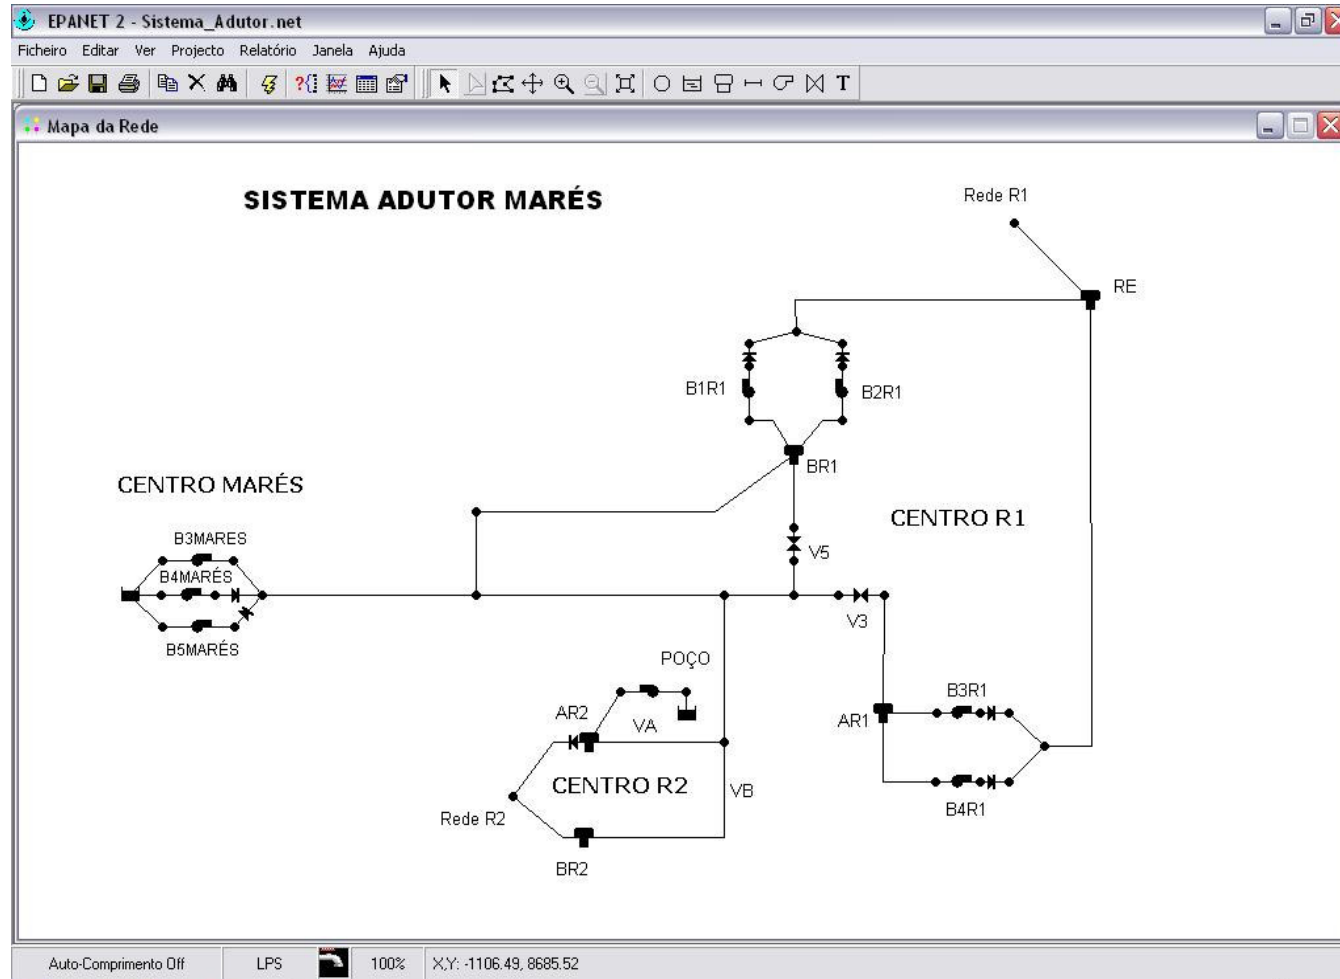 EPANET 2 - Sistema_Adutor.net
Ficheiro Editar Ver Projecto Relatório Janela Ajuda
T
Mapa da Rede
SISTEMA ADUTOR MARÉS
Rede R1
RE
B1R1
B2R1
BR1
CENTRO MARÉS
CENTRO R1
B3MARES
V5
B4MARÉS
V3
B5MARÉS
POÇO
B3R1
AR2
VA
AR1
CENTRO R2
VB
Rede R2
B4R1
BR2
Auto-Comprimento Off LPS 100% X,Y: -1106.49, 8685.52